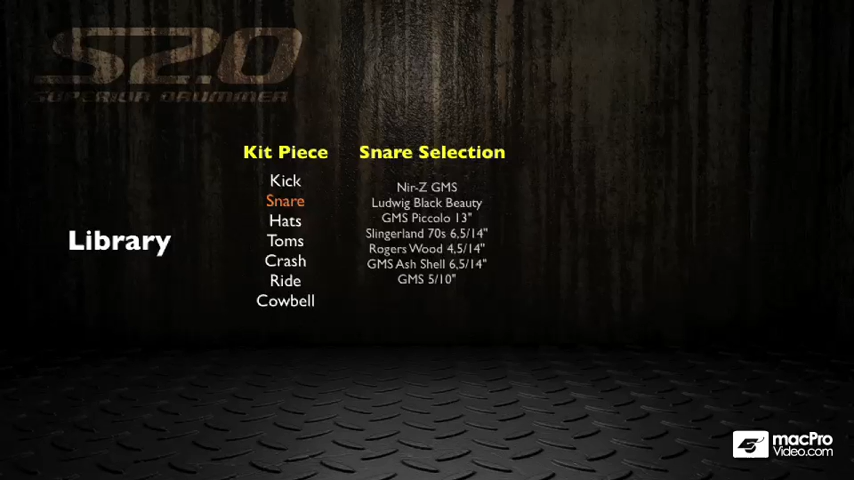 S20
SUPERIOR DRUMMER
Kit Piece
Kick
Snare
Hats
Toms
Crash
Ride
Cowbell
Snare Selection
Nir-Z GMS
Ludwig Black Beauty
GMS Piccolo 13"
Slingerland 70s 6,5/14"
Rogers Wood 4,5/14"
GMS Ash Shell 6,5/14"
GMS 5/10"
Library
macPro
Video.com